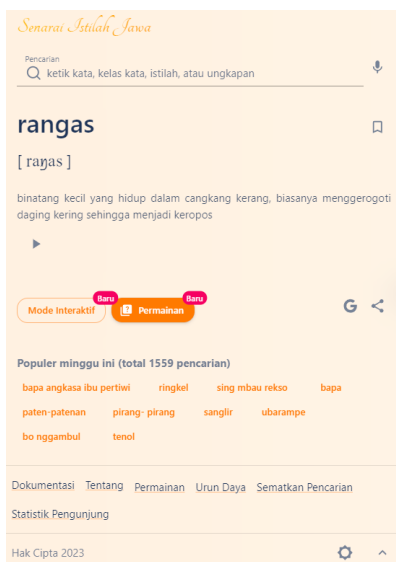 Senarai Istilah Jawa
Pencarian
ketik kata, kelas kata, istilah, atau ungkapan
rangas
[ raŋas ]
binatang kecil yang hidup dalam cangkang kerang, biasanya menggerogoti
daging kering sehingga menjadi keropos
Baru Baru
Mode Interaktif Permainan G
Populer minggu ini (total 1559 pencarian)
bapa angkasa ibu pertiwi ringkel sing mbau rekso bapa
paten-patenan pirang- pirang sanglir ubarampe
bo nggambul tenol
Dokumentasi Tentang Permainan Urun Daya Sematkan Pencarian
Statistik Pengunjung
Hak Cipta 2023